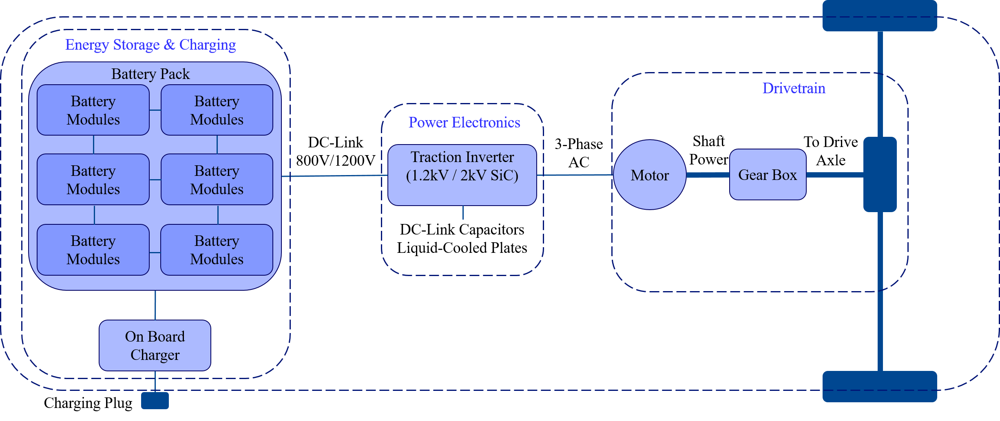 Energy Storage & Charging
Battery Pack
Battery
Modules
Battery
Modules
Battery
Modules
Battery
Modules
Battery
Modules
Battery
Modules
On Board
Charger
Charging Plug
DC-Link
800V/1200V
Power Electronics
Traction Inverter
(1.2kV / 2kV SiC)
DC-Link Capacitors
Liquid-Cooled Plates
3-Phase
AC
Drivetrain
Motor
Shaft
Power
Gear Box
To Drive
Axle